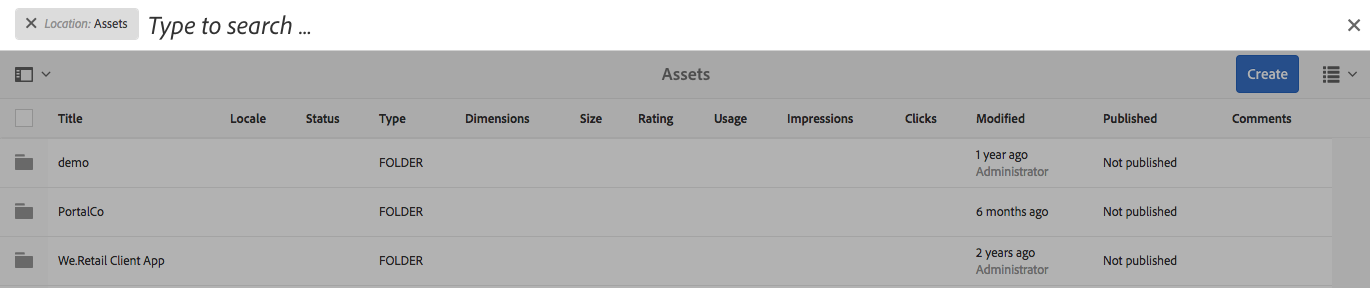 Location: Assets Type to search ...
Assets Create
Title Locale Status Type Dimensions Size Rating Usage Impressions Clicks Modified Published Comments
demo FOLDER 1 year ago Administrator Not published
PortalCo FOLDER 6 months ago Not published
We.Retail Client App FOLDER 2 years ago Administrator Not published